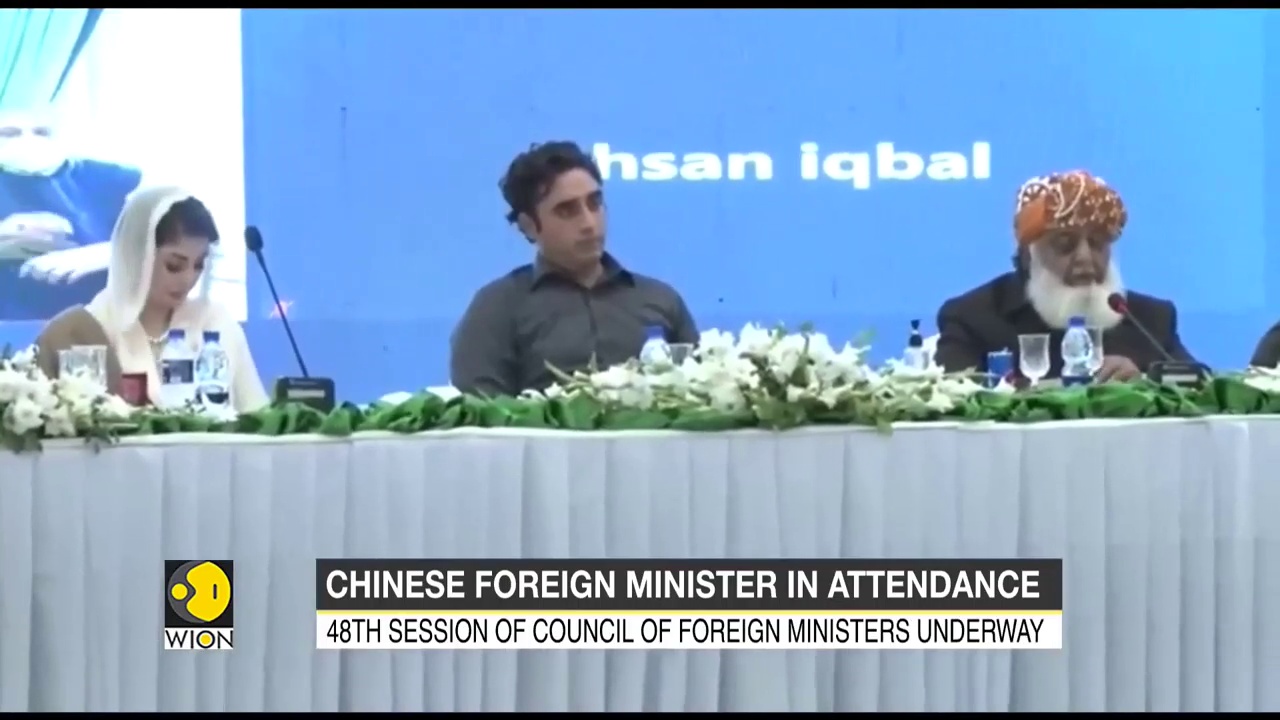 hsan iqbal
CHINESE FOREIGN MINISTER IN ATTENDANCE
48TH SESSION OF COUNCIL OF FOREIGN MINISTERS UNDERWAY
WION